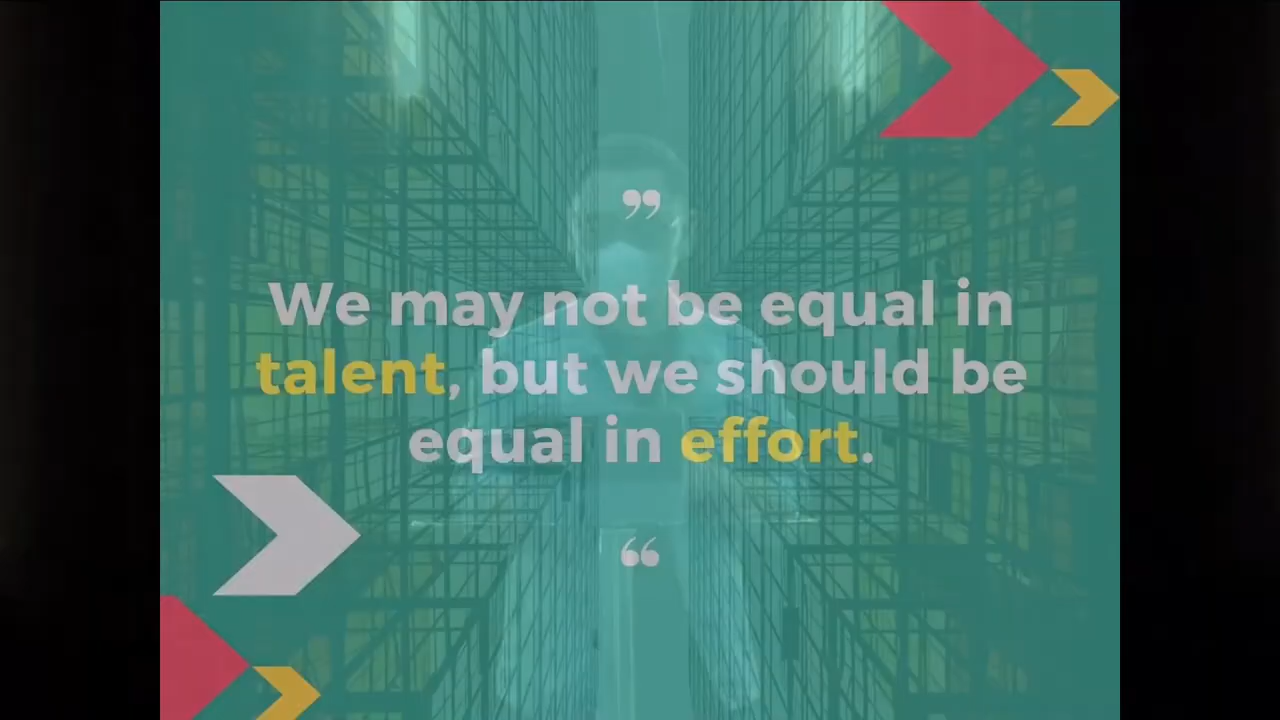 ”
We may not be equal in
talent, but we should be
equal in effort.
“